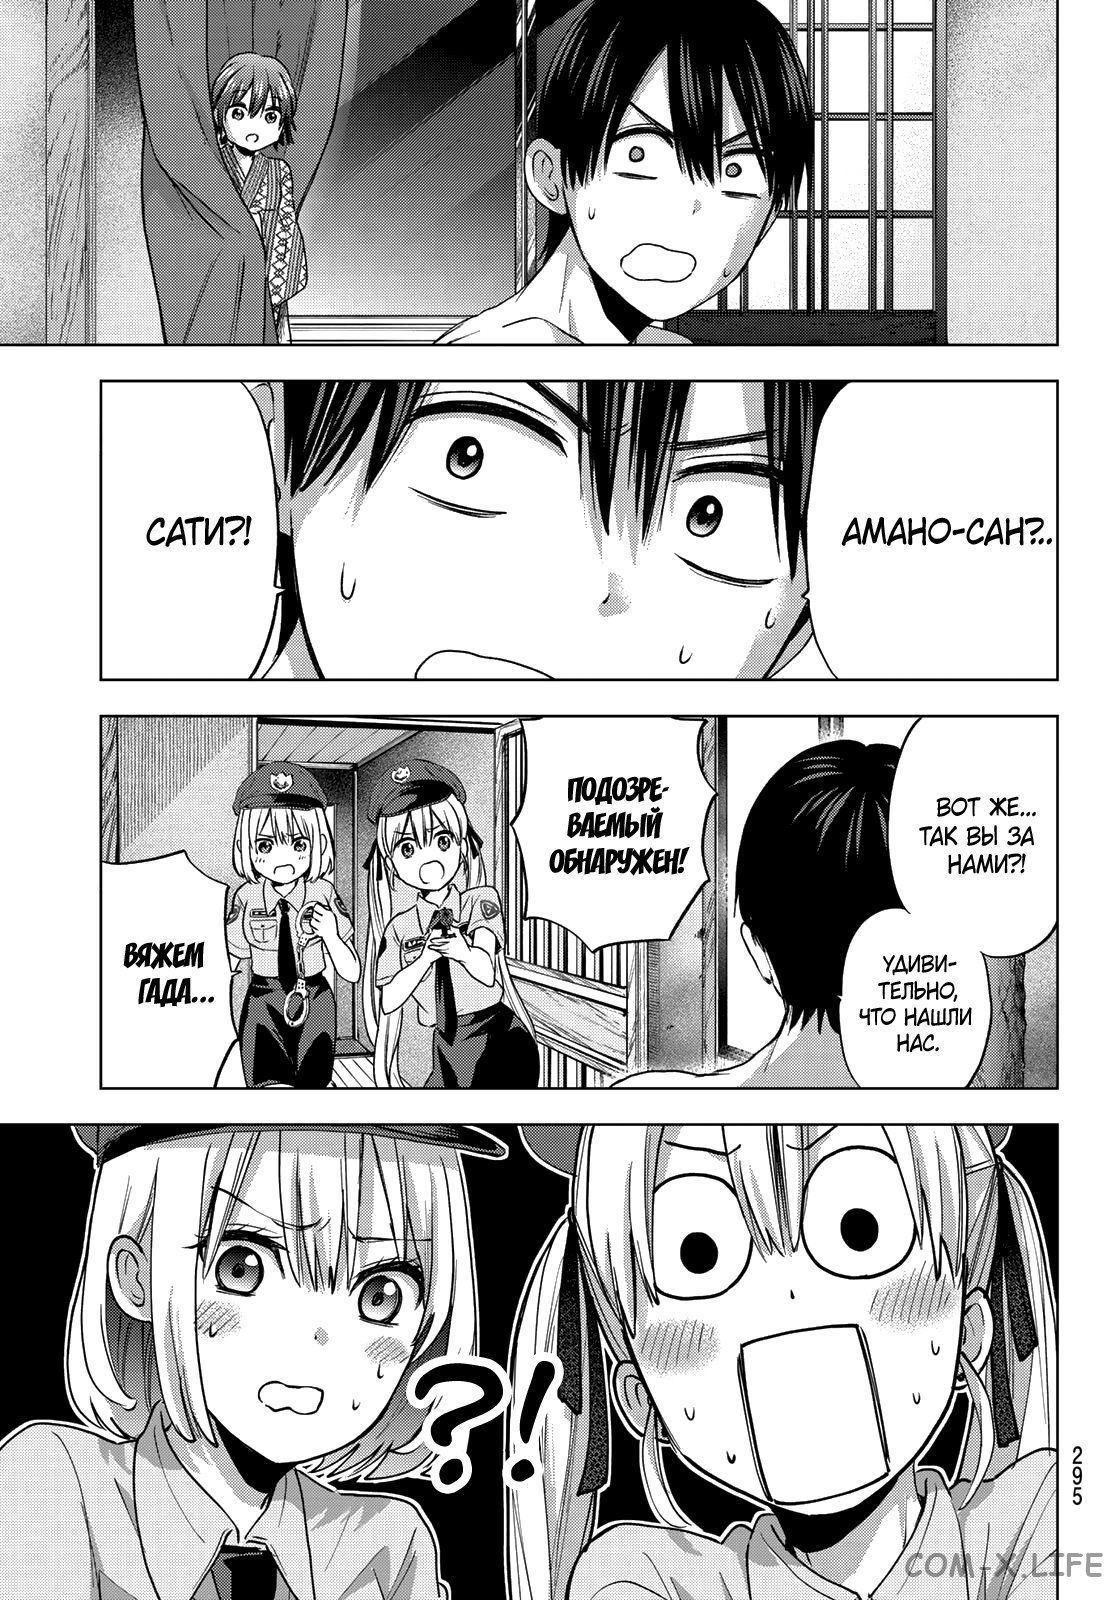 АМАНО-САН?..
САТИ?!
ВОТ ЖЕ...
ТАК ВЫ ЗА
НАМИ?!
УДИВИ-
ТЕЛЬНО,
ЧТО НАШЛИ
НАС.
ПОДОЗРЕ-
ВАЕМЫЙ
ОБНАРУЖЕН!
ВЯЖЕМ
ГАДА...
?!
295
COM-X.LIFE